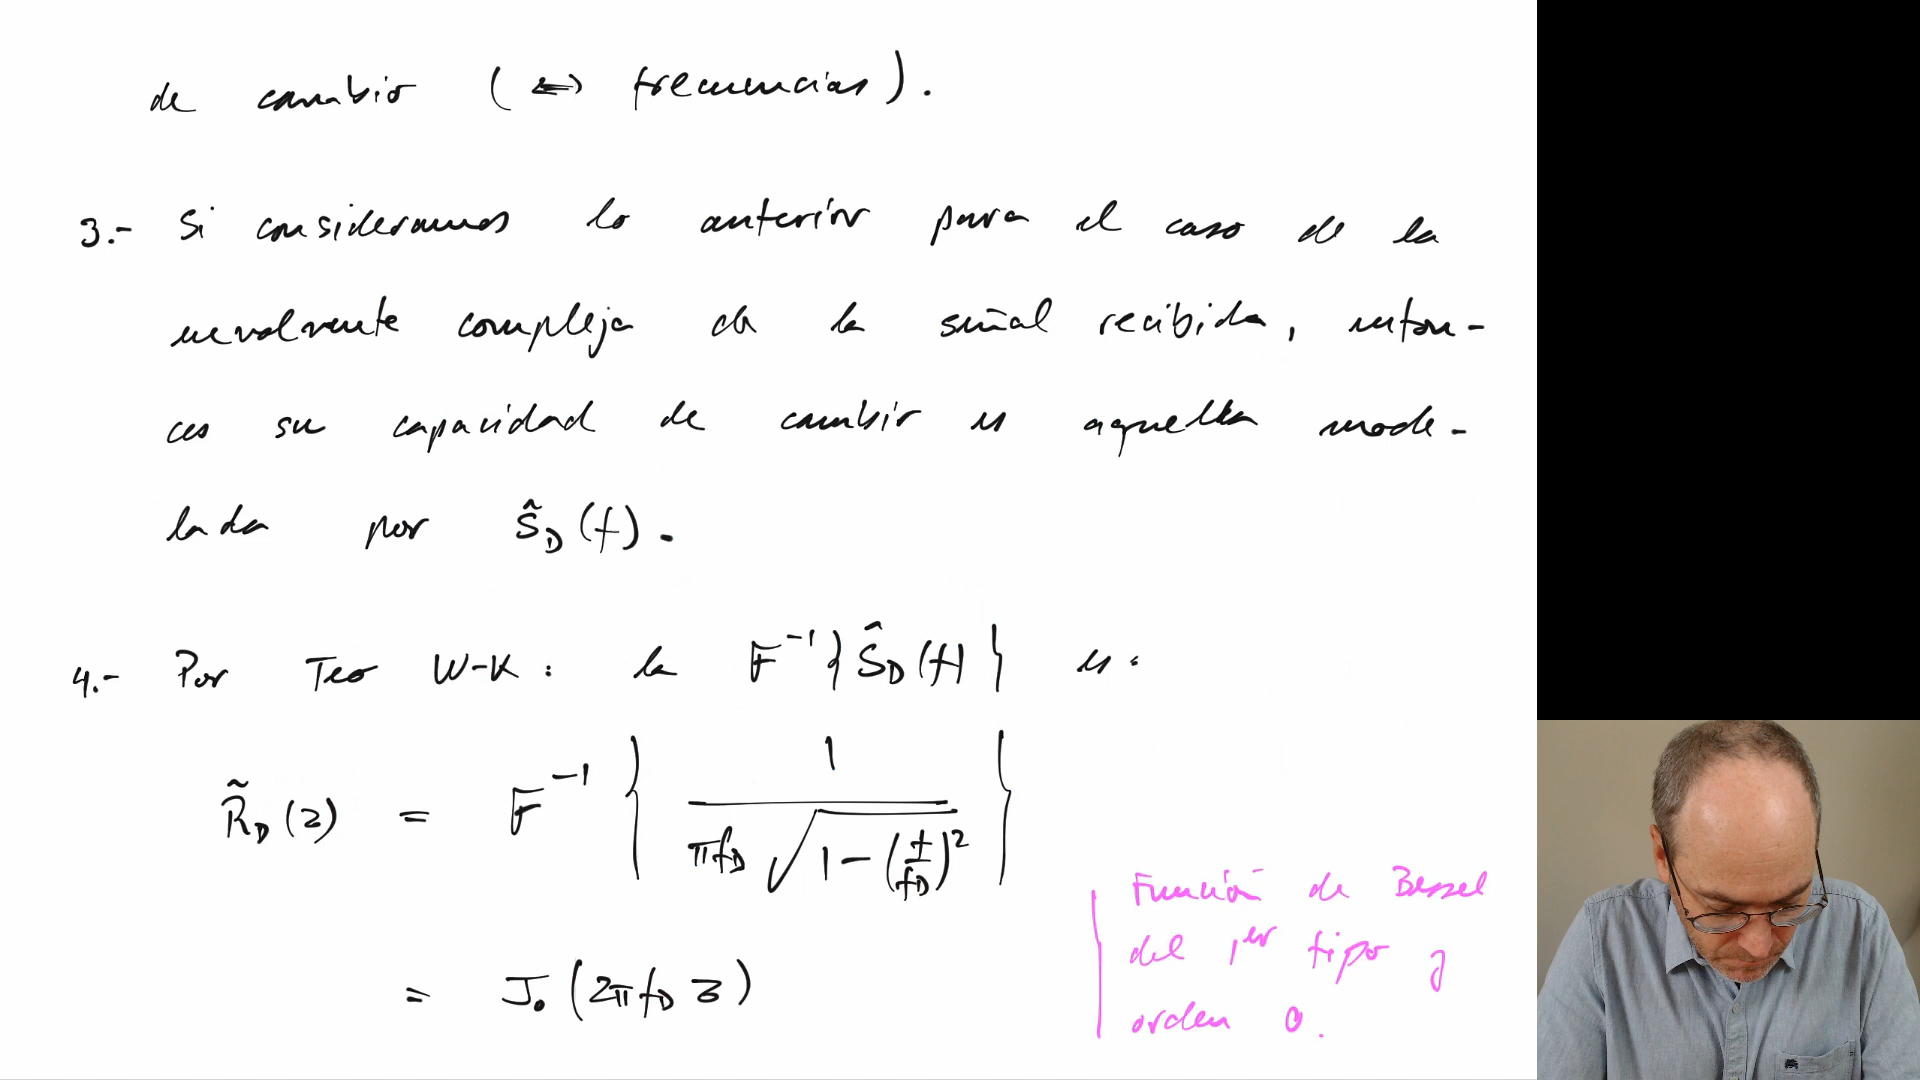 de cambio (⇔ frecuencias).
3.- Si consideramos lo anterior para el caso de la
envolvente compleja de la señal recibida, enton-
ces su capacidad de cambiar es aquella mode-
lada por Ŝ_D(f).
4.- Por Teo W-K: la F^{-1}{Ŝ_D(f)} es:
R̃_D(τ) = F^{-1}{ 1 / (πf_D √(1-(f/f_D)^2)) }
= J_0(2πf_D τ)
Función de Bessel
del 1er tipo y
orden 0.